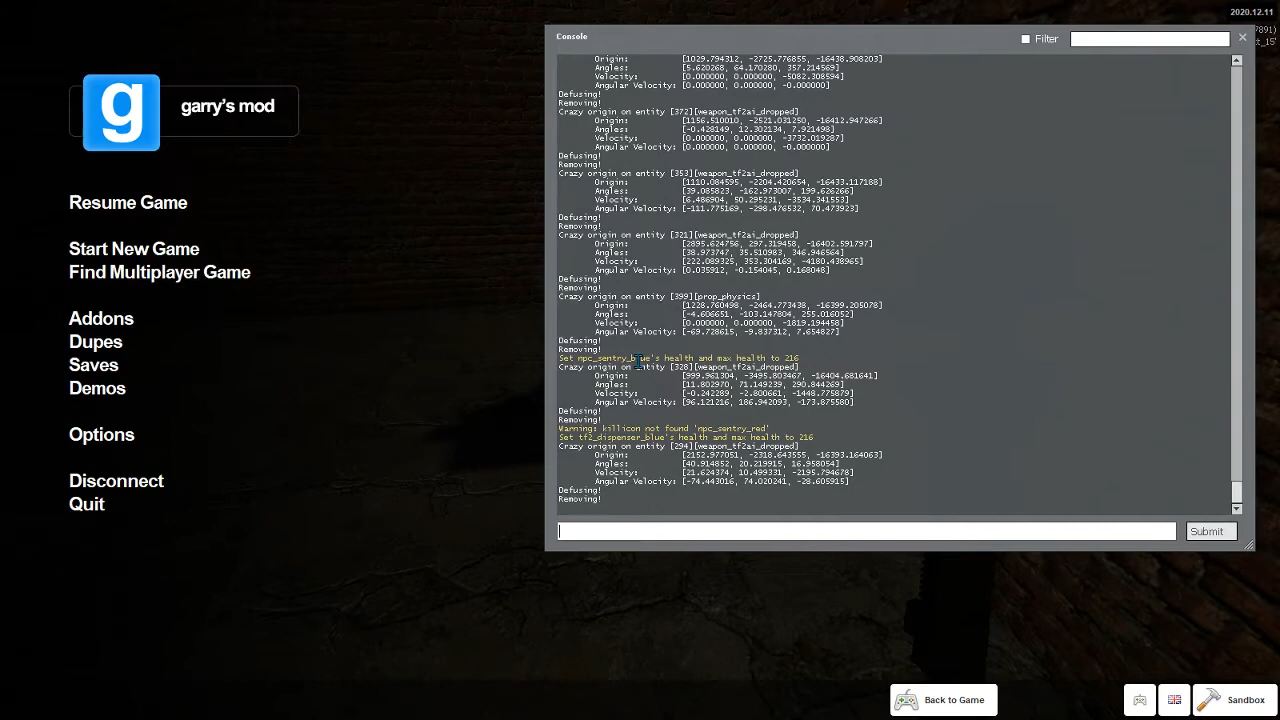 2020.12.11
7891)
t_15'
g
garry's mod
Resume Game
Start New Game
Find Multiplayer Game
Addons
Dupes
Saves
Demos
Options
Disconnect
Quit
Console
Filter
Origin: [1029.794312, -2725.776855, -16438.908203]
Angles: [5.620268, 64.170280, 357.214569]
Velocity: [0.000000, 0.000000, -5082.308594]
Angular Velocity: [0.000000, 0.000000, -0.000000]
Defusing!
Removing!
Crazy origin on entity [372][weapon_tf2ai_dropped]
Origin: [1156.510010, -2521.031250, -16412.947266]
Angles: [-0.428149, 12.302134, 7.921498]
Velocity: [0.000000, 0.000000, -3732.019287]
Angular Velocity: [0.000000, 0.000000, -0.000000]
Defusing!
Removing!
Crazy origin on entity [353][weapon_tf2ai_dropped]
Origin: [1110.084595, -2204.420654, -16433.117188]
Angles: [39.085823, -162.973007, 199.626266]
Velocity: [6.486904, 50.295231, -3534.341553]
Angular Velocity: [-111.775169, -298.476532, 70.473923]
Defusing!
Removing!
Crazy origin on entity [321][weapon_tf2ai_dropped]
Origin: [2895.624756, 297.319458, -16402.591797]
Angles: [38.973747, 35.510983, 346.946564]
Velocity: [222.089325, 353.304169, -4180.438965]
Angular Velocity: [0.035912, -0.154045, 0.168048]
Defusing!
Removing!
Crazy origin on entity [399][prop_physics]
Origin: [1228.760498, -2464.773438, -16399.205078]
Angles: [-4.606651, -103.147804, 255.016052]
Velocity: [0.000000, 0.000000, -1819.194458]
Angular Velocity: [-69.728615, -9.837312, 7.654827]
Defusing!
Removing!
Set npc_sentry_blue's health and max health to 216
Crazy origin on entity [328][weapon_tf2ai_dropped]
Origin: [999.961304, -3495.803467, -16404.681641]
Angles: [11.802970, 71.149239, 290.844269]
Velocity: [-0.242289, -2.800661, -1448.775879]
Angular Velocity: [96.121216, 186.942093, -173.875580]
Defusing!
Removing!
Warning: killicon not found 'npc_sentry_red'
Set tf2_dispenser_blue's health and max health to 216
Crazy origin on entity [294][weapon_tf2ai_dropped]
Origin: [2152.977051, -2318.643555, -16393.164063]
Angles: [40.914852, 20.219915, 16.958054]
Velocity: [21.624374, 10.499331, -2195.794678]
Angular Velocity: [-74.443016, 74.020241, -28.605915]
Defusing!
Removing!
Submit
Back to Game
Sandbox